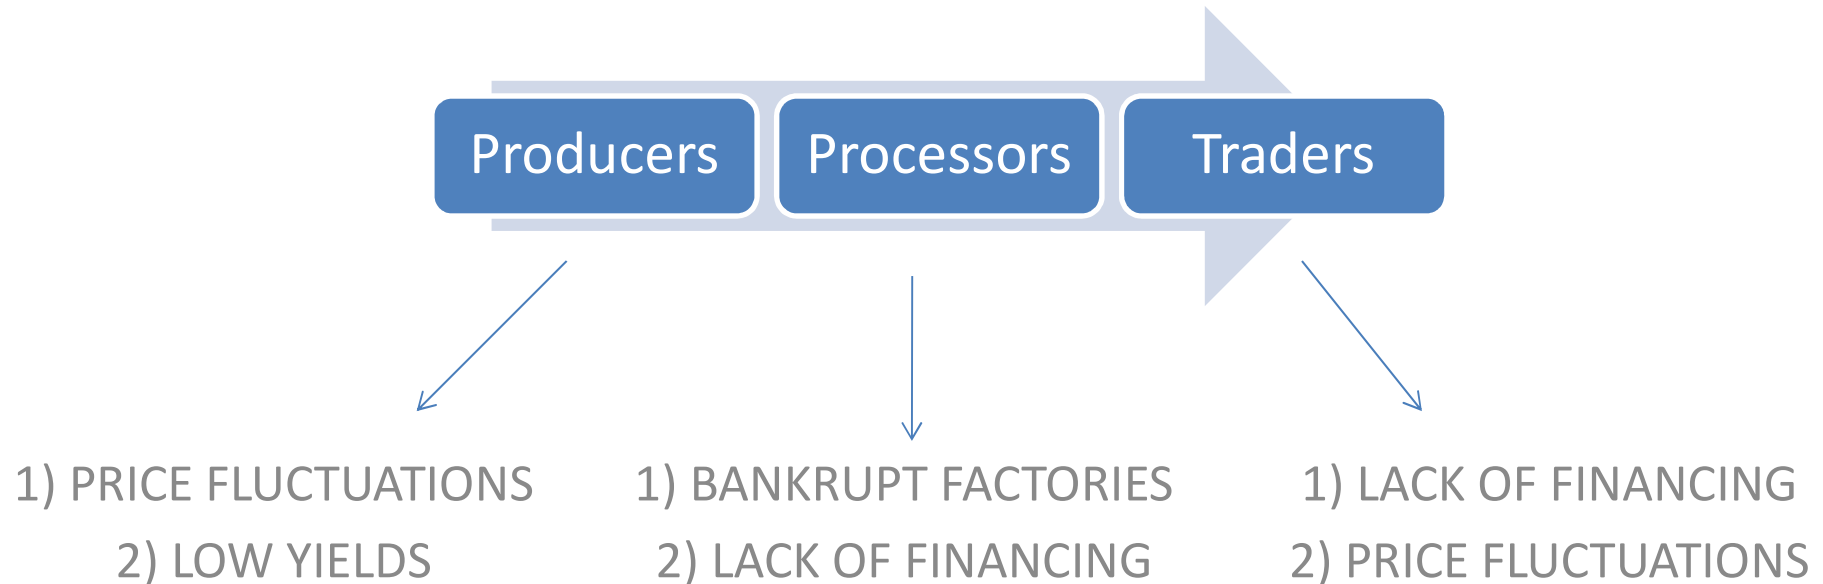 Producers
Processors
Traders
1) PRICE FLUCTUATIONS
2) LOW YIELDS
1) BANKRUPT FACTORIES
2) LACK OF FINANCING
1) LACK OF FINANCING
2) PRICE FLUCTUATIONS